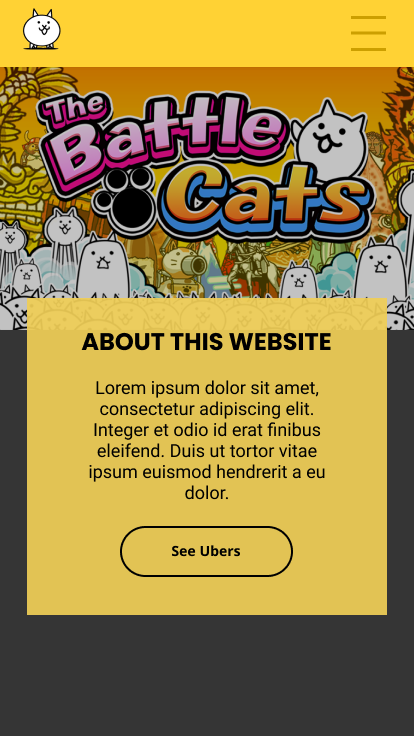 The
Battle
Cats
ABOUT THIS WEBSITE
Lorem ipsum dolor sit amet,
consectetur adipiscing elit.
Integer et odio id erat finibus
eleifend. Duis ut tortor vitae
ipsum euismod hendrerit a eu
dolor.
See Ubers